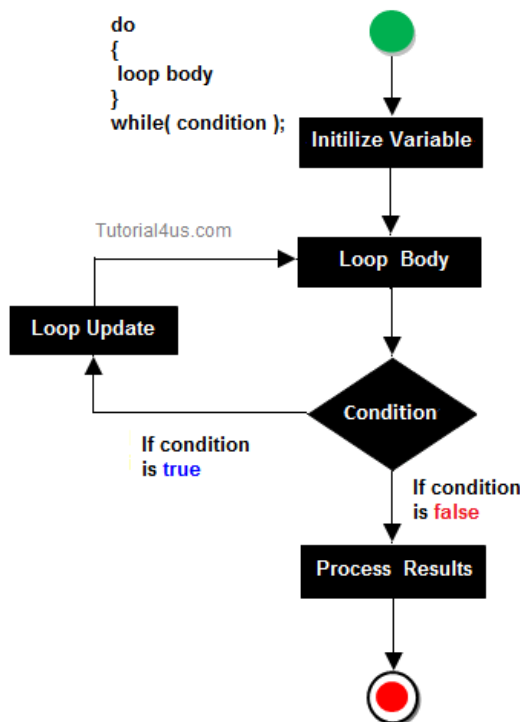 do
{
loop body
}
while( condition );
Initilize Variable
Tutorial4us.com
Loop Body
Loop Update
Condition
If condition
is true
If condition
is false
Process Results